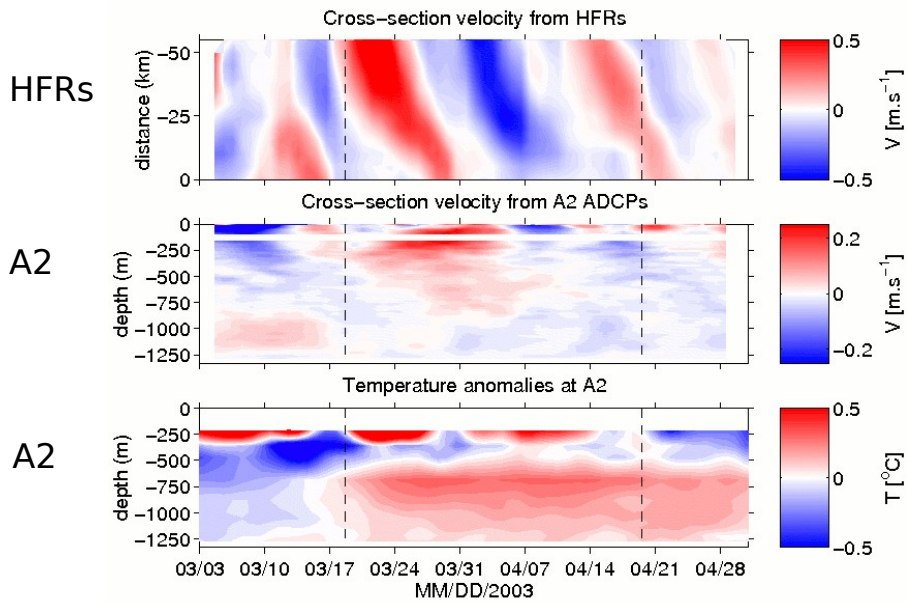 Cross-section velocity from HFRs
HFRs
distance (km)
-50
-25
0
0.5
0
-0.5
V [m.s-1]
Cross-section velocity from A2 ADCPs
A2
depth (m)
0
-250
-500
-750
-1000
-1250
0.2
0
-0.2
V [m.s-1]
Temperature anomalies at A2
A2
depth (m)
0
-250
-500
-750
-1000
-1250
0.5
0
-0.5
T [°C]
03/03 03/10 03/17 03/24 03/31 04/07 04/14 04/21 04/28
MM/DD/2003